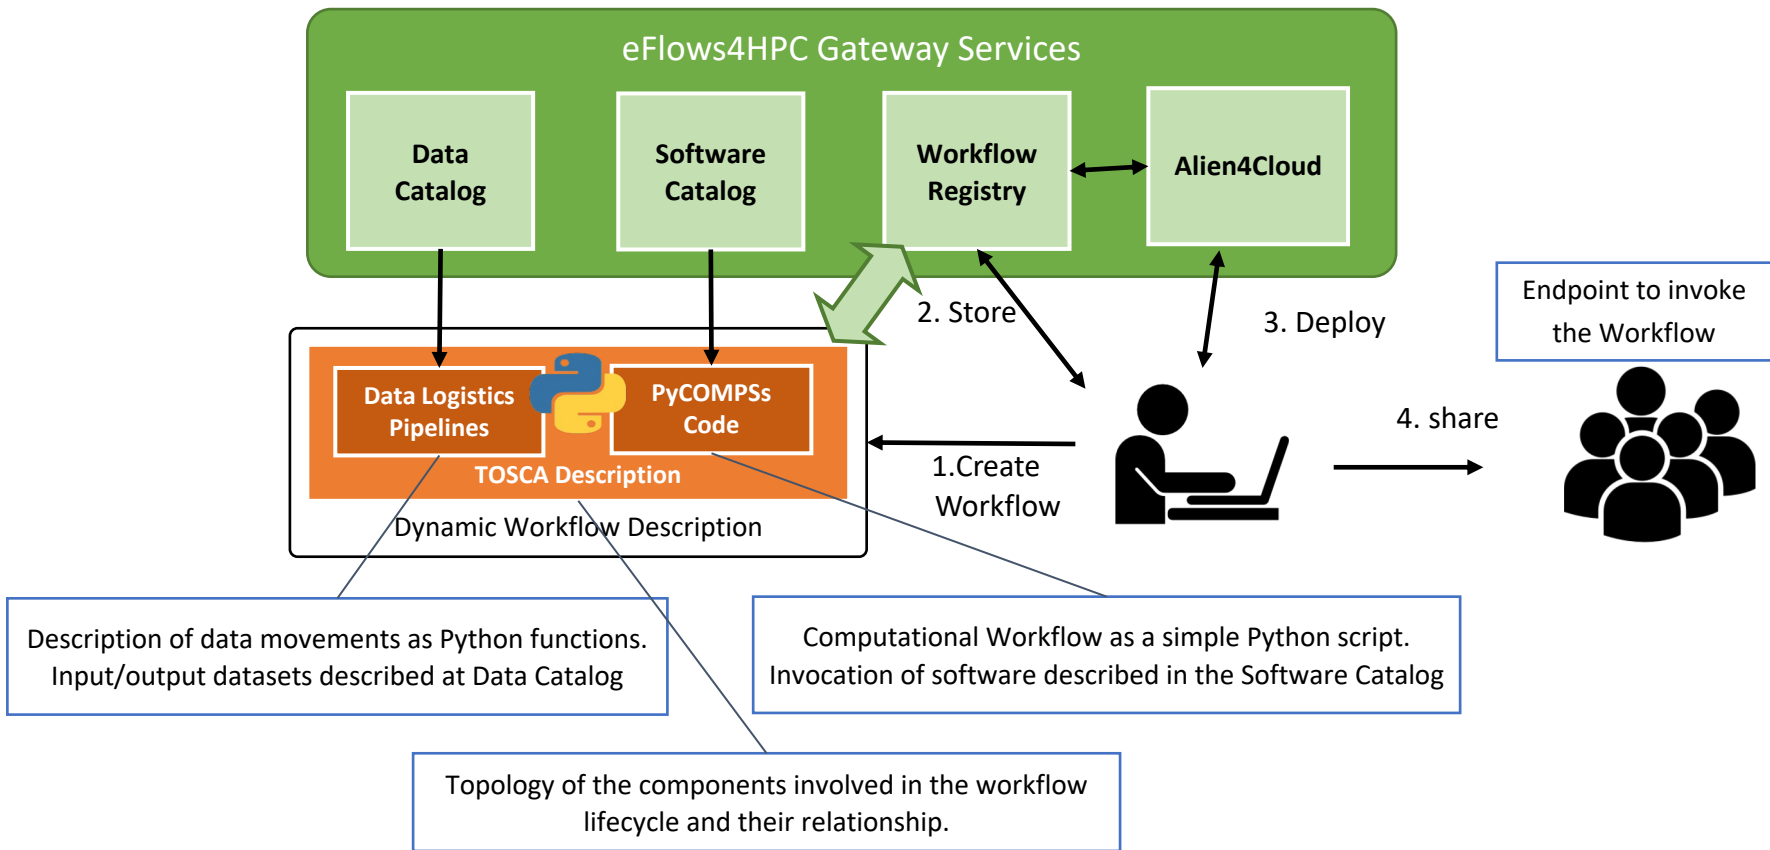 eFlows4HPC Gateway Services
Data
Catalog
Software
Catalog
Workflow
Registry
Alien4Cloud
2. Store
3. Deploy
Endpoint to invoke
the Workflow
Data Logistics
Pipelines
PyCOMPSs
Code
TOSCA Description
Dynamic Workflow Description
1.Create
Workflow
4. share
Description of data movements as Python functions.
Input/output datasets described at Data Catalog
Computational Workflow as a simple Python script.
Invocation of software described in the Software Catalog
Topology of the components involved in the workflow
lifecycle and their relationship.